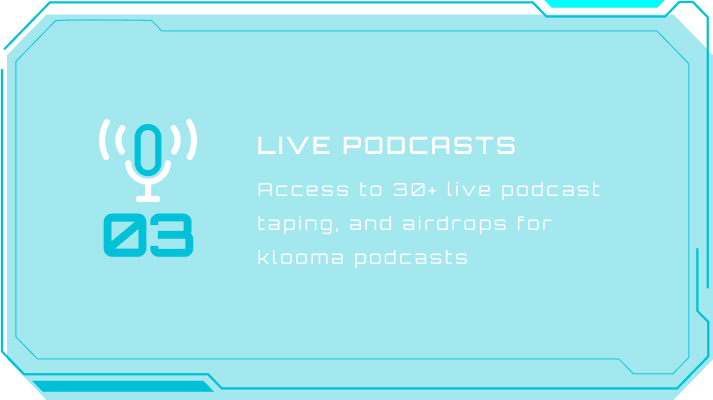 03
LIVE PODCASTS
Access to 30+ live podcast
taping, and airdrops for
klooma podcasts